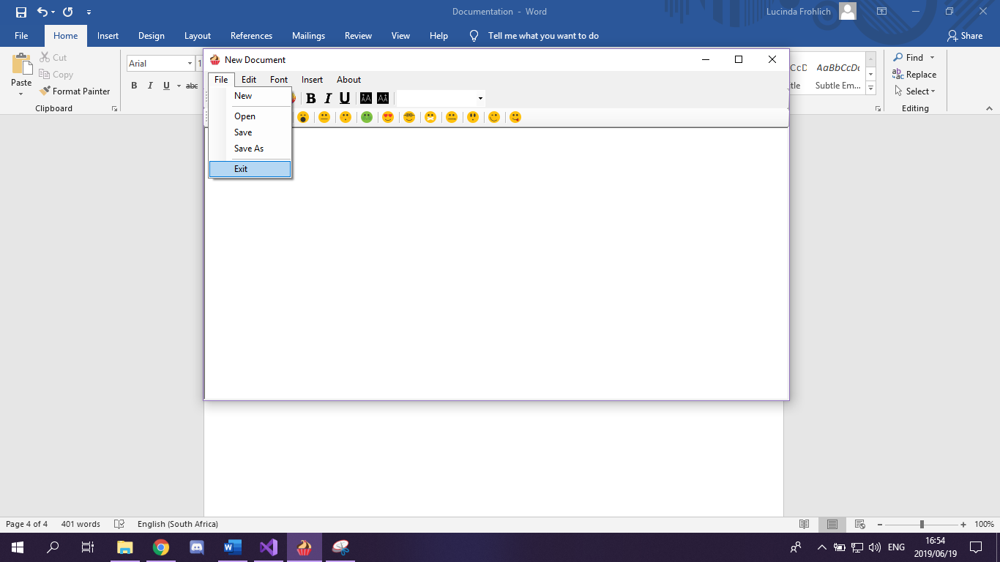 Documentation - Word
Lucinda Frohlich
File Home Insert Design Layout References Mailings Review View Help Tell me what you want to do Share
Cut
Copy
Paste
Format Painter
Clipboard
Arial
B I U abc
New Document
File Edit Font Insert About
New
Open
Save
Save As
Exit
B I U AA AA
AaBbCcDc
Subtle Em...
Find
Replace
Select
Editing
Page 4 of 4 401 words English (South Africa) 100%
ENG
16:54
2019/06/19